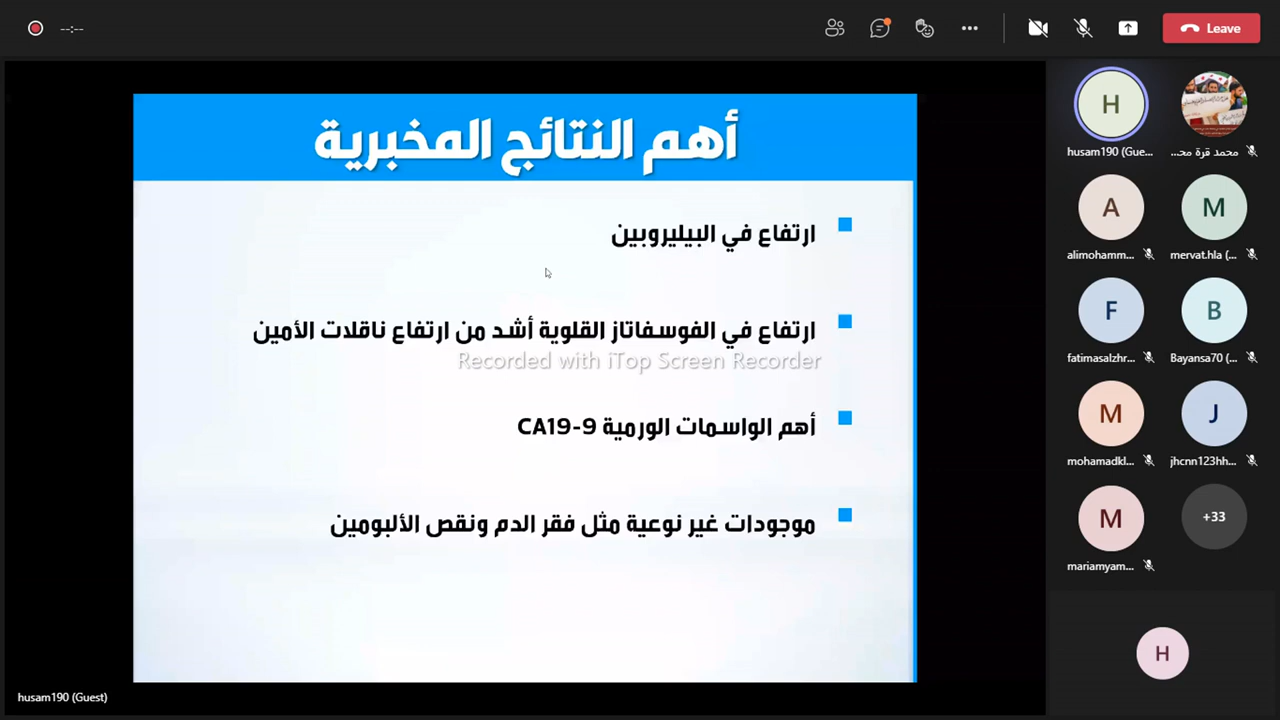 --:--
Leave
أهم النتائج المخبرية
ارتفاع في البيليروبين
ارتفاع في الفوسفاتاز القلوية أشد من ارتفاع ناقلات الأمين
Recorded with iTop Screen Recorder
أهم الواسمات الورمية CA19-9
موجودات غير نوعية مثل فقر الدم ونقص الألبومين
husam190 (Guest)
H
husam190 (Gue...
محمد قرة مح...
A
M
alimohamm...
mervat.hla (...
F
B
fatimasalzhr...
Bayansa70 (...
M
J
mohamadkl...
jhcnn123hh...
M
+33
mariamyam...
H